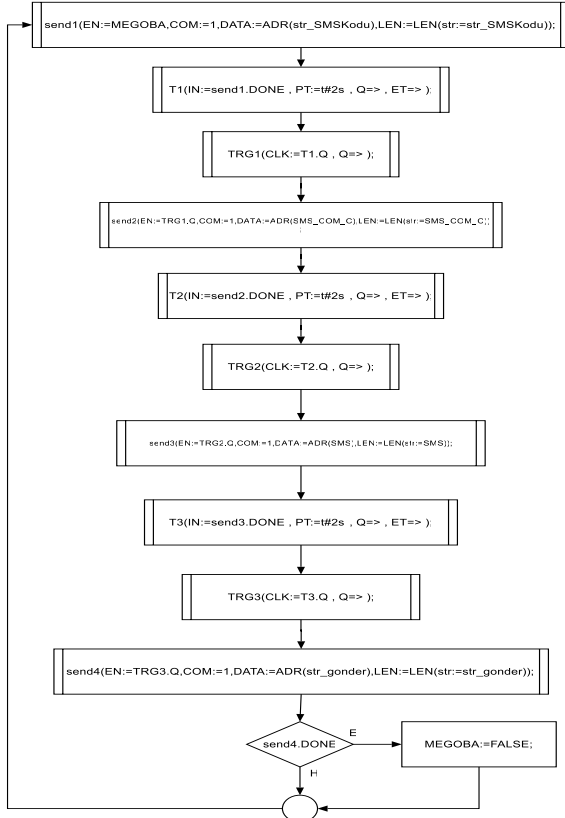 send1(EN:=MEGOBA,COM:=1,DATA:=ADR(str_SMSKodu),LEN:=LEN(str:=str_SMSKodu));
T1(IN:=send1.DONE , PT:=t#2s , Q=> , ET=> );
TRG1(CLK:=T1.Q , Q=> );
send2(EN:=TRG1.Q,COM:=1,DATA:=ADR(SMS_COM_C),LEN:=LEN(str:=SMS_COM_C))
;
T2(IN:=send2.DONE , PT:=t#2s , Q=> , ET=> );
TRG2(CLK:=T2.Q , Q=> );
send3(EN:=TRG2.Q,COM:=1,DATA:=ADR(SMS),LEN:=LEN(str:=SMS));
T3(IN:=send3.DONE , PT:=t#2s , Q=> , ET=> );
TRG3(CLK:=T3.Q , Q=> );
send4(EN:=TRG3.Q,COM:=1,DATA:=ADR(str_gonder),LEN:=LEN(str:=str_gonder));
send4.DONE
E
MEGOBA:=FALSE;
H